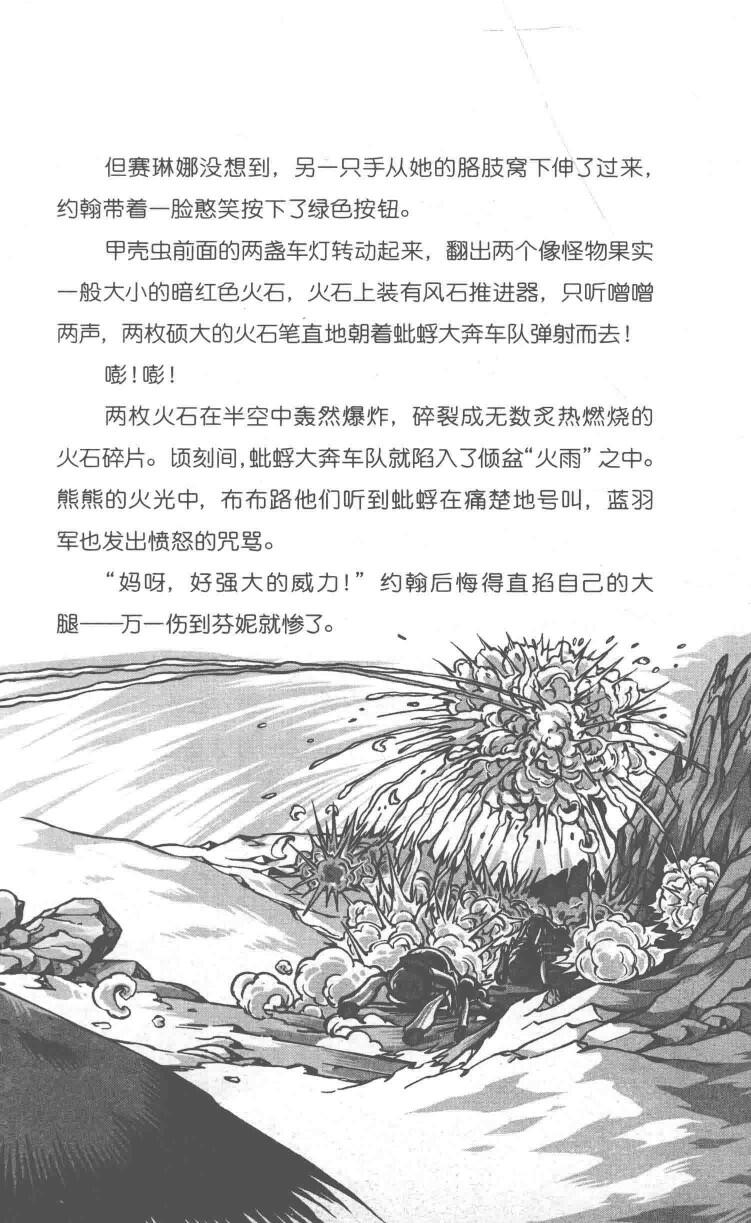 但赛琳娜没想到，另一只手从她的胳肢窝下伸了过来，
约翰带着一脸憨笑按下了绿色按钮。
甲壳虫前面的两盏车灯转动起来，翻出两个像怪物果实
一般大小的暗红色火石，火石上装有风石推进器，只听噌噌
两声，两枚硕大的火石笔直地朝着蚍蜉大奔车队弹射而去！
嘭！嘭！
两枚火石在半空中轰然爆炸，碎裂成无数炙热燃烧的
火石碎片。顷刻间，蚍蜉大奔车队就陷入了倾盆“火雨”之中。
熊熊的火光中，布布路他们听到蚍蜉在痛楚地号叫，蓝羽
军也发出愤怒的咒骂。
“妈呀，好强大的威力！”约翰后悔得直掐自己的大
腿——万一伤到芬妮就惨了。